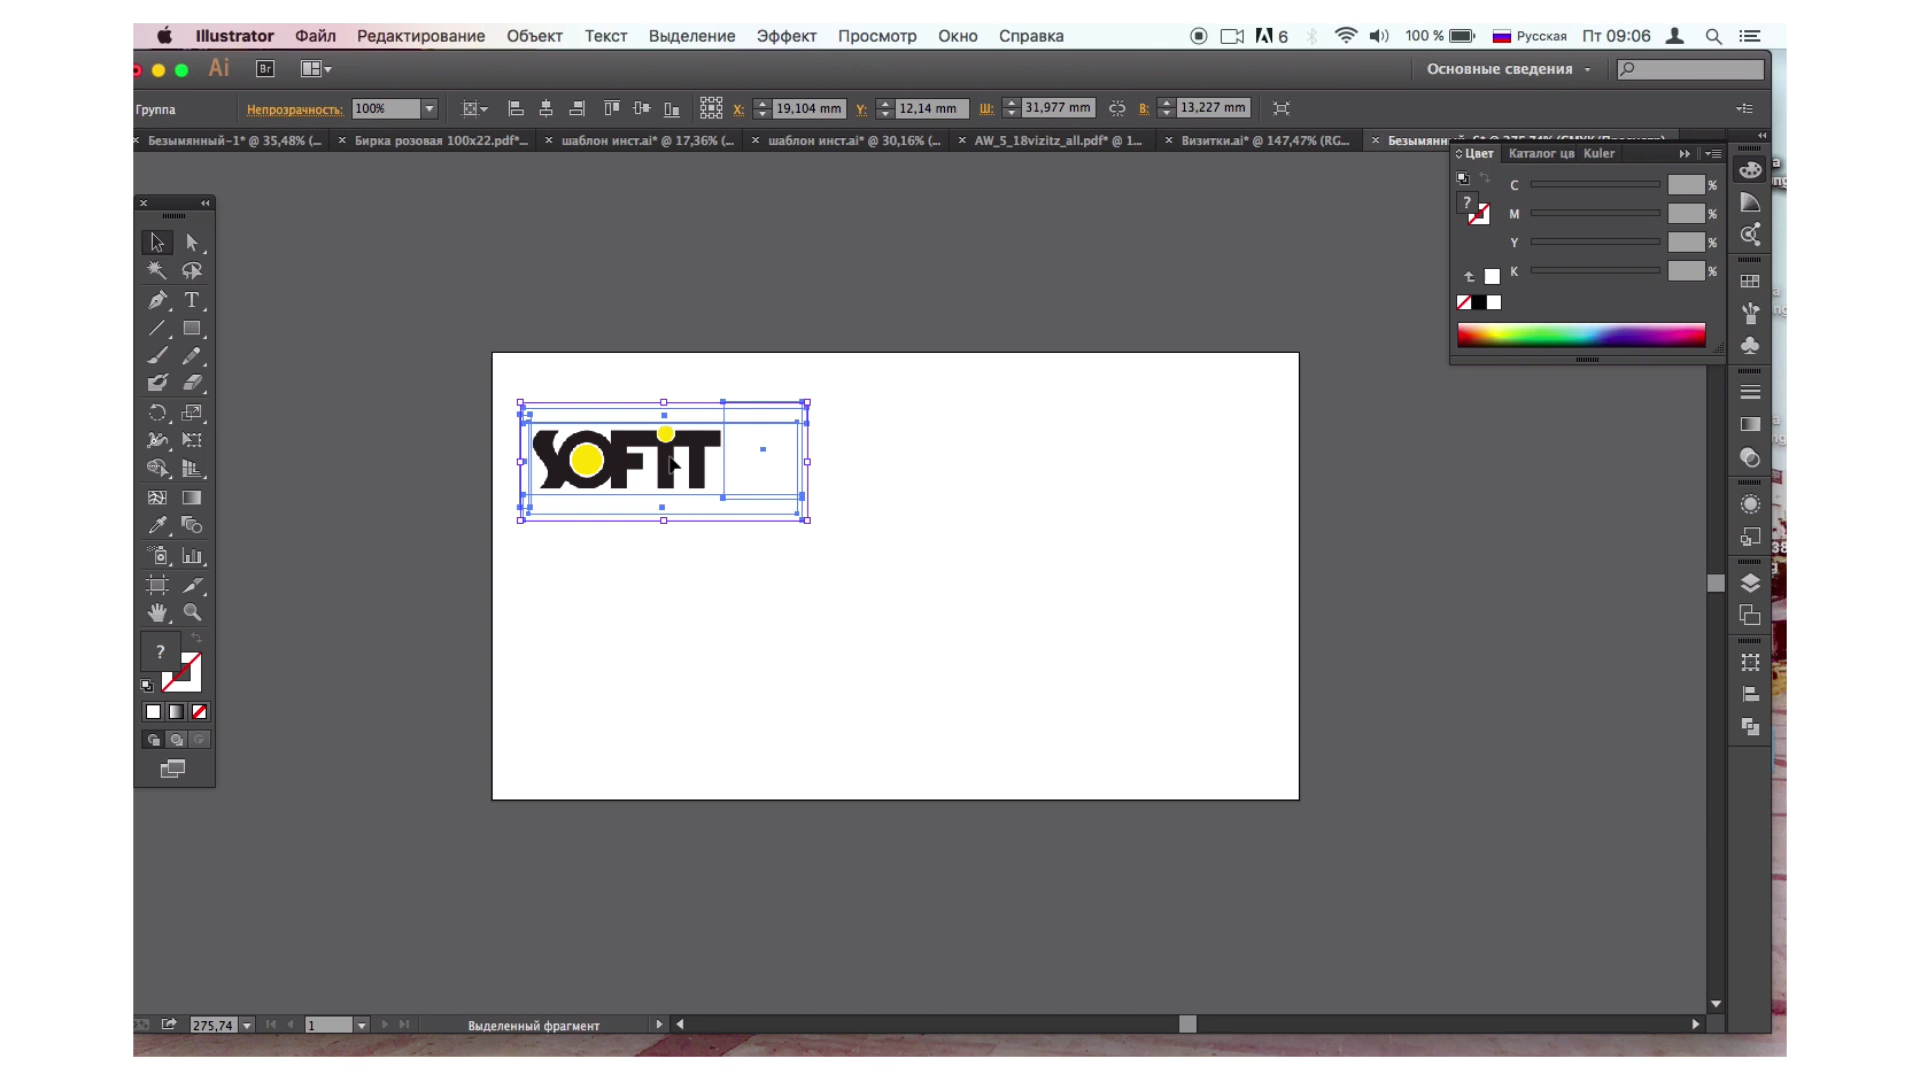 Illustrator Файл Редактирование Объект Текст Выделение Эффект Просмотр Окно Справка 6 100 % Русская Пт 09:06
Ai Br Основные сведения
Группа Непрозрачность: 100% X: 19,104 mm Y: 12,14 mm Ш: 31,977 mm В: 13,227 mm
× Безымянный-1* @ 35,48% (... × Бирка розовая 100x22.pdf*... × шаблон инст.ai* @ 17,36% (... × шаблон инст.ai* @ 30,16% (... × AW_5_18vizitz_all.pdf* @ 1... × Визитки.ai* @ 147,47% (RG... ×
Цвет Каталог цв Kuler
C %
? M %
Y %
K %
T
SOFiT
?
275,74 1 Выделенный фрагмент